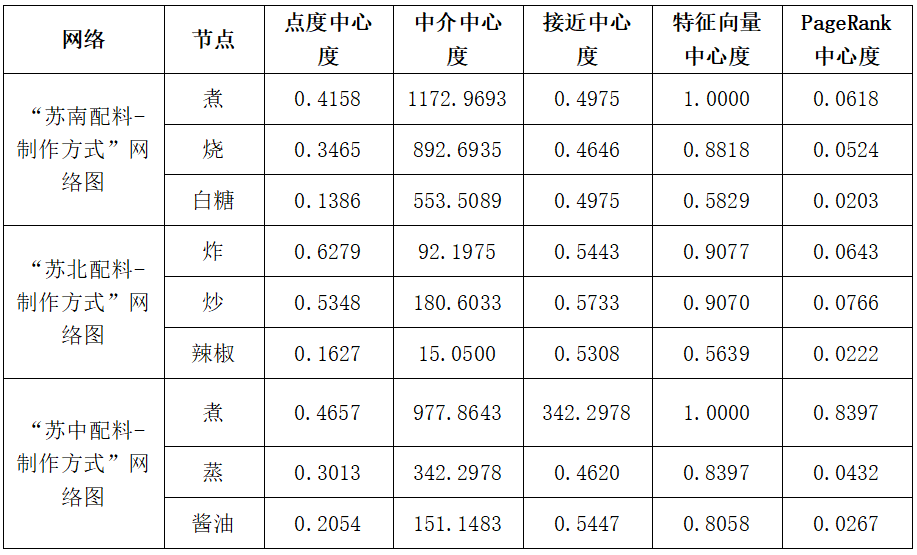 网络 节点 点度中心度 中介中心度 接近中心度 特征向量中心度 PageRank中心度
“苏南配料-制作方式”网络图 煮 0.4158 1172.9693 0.4975 1.0000 0.0618
烧 0.3465 892.6935 0.4646 0.8818 0.0524
白糖 0.1386 553.5089 0.4975 0.5829 0.0203
“苏北配料-制作方式”网络图 炸 0.6279 92.1975 0.5443 0.9077 0.0643
炒 0.5348 180.6033 0.5733 0.9070 0.0766
辣椒 0.1627 15.0500 0.5308 0.5639 0.0222
“苏中配料-制作方式”网络图 煮 0.4657 977.8643 342.2978 1.0000 0.8397
蒸 0.3013 342.2978 0.4620 0.8397 0.0432
酱油 0.2054 151.1483 0.5447 0.8058 0.0267